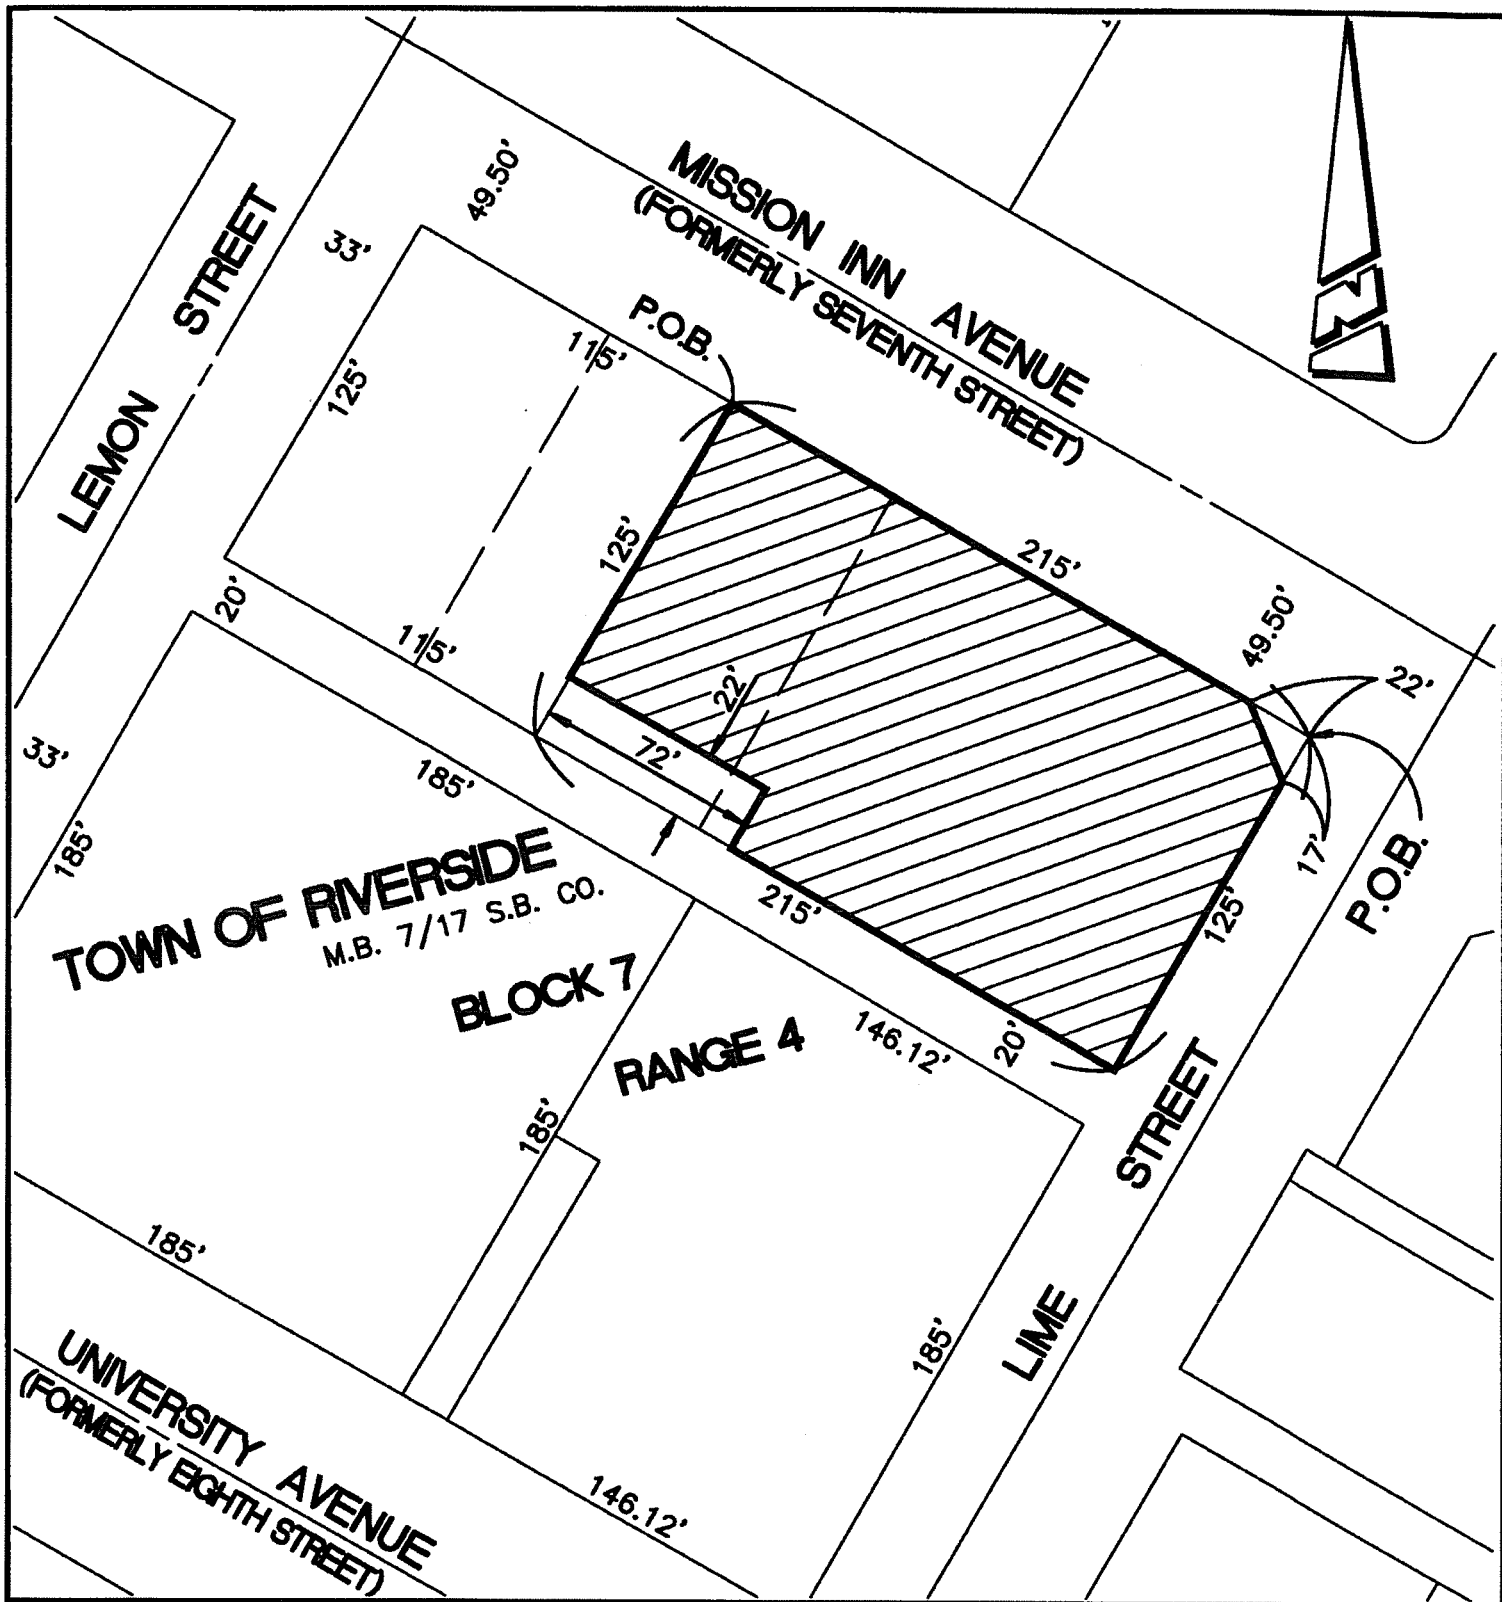 MISSION INN AVENUE
(FORMERLY SEVENTH STREET)
49.50'
33'
LEMON STREET
P.O.B.
115'
125'
125'
215'
49.50'
22'
20'
115'
22'
72'
33'
185'
185'
17'
P.O.B.
125'
215'
TOWN OF RIVERSIDE
M.B. 7/17 S.B. CO.
BLOCK 7
RANGE 4
146.12'
20'
LIME STREET
185'
185'
185'
UNIVERSITY AVENUE
(FORMERLY EIGHTH STREET)
146.12'